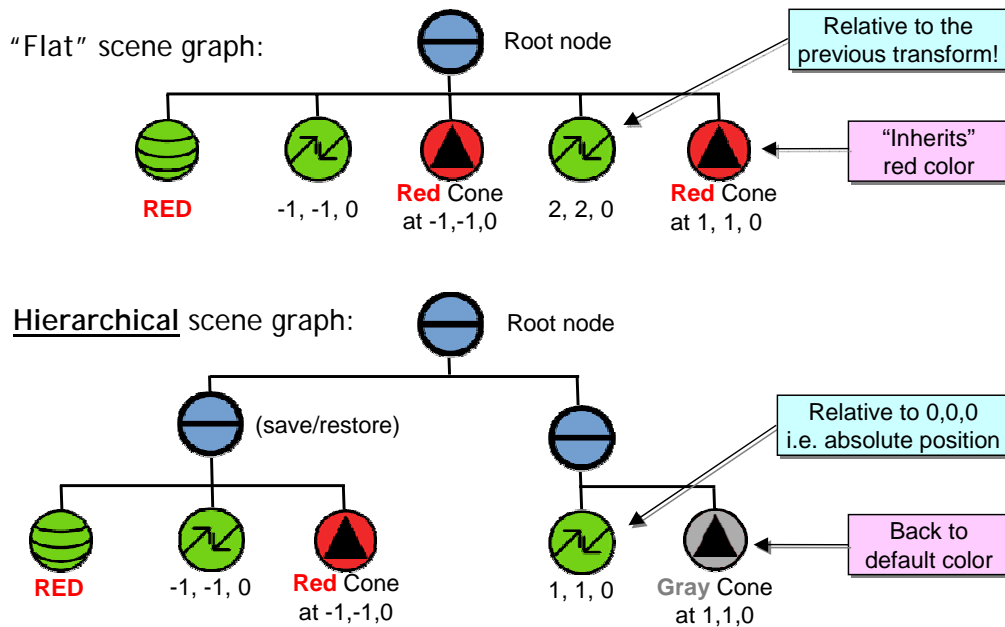 “Flat” scene graph:
Root node
Relative to the
previous transform!
“Inherits”
red color
RED
-1, -1, 0
Red Cone
at -1,-1,0
2, 2, 0
Red Cone
at 1, 1, 0
Hierarchical scene graph:
Root node
(save/restore)
Relative to 0,0,0
i.e. absolute position
RED
-1, -1, 0
Red Cone
at -1,-1,0
1, 1, 0
Gray Cone
at 1,1,0
Back to
default color